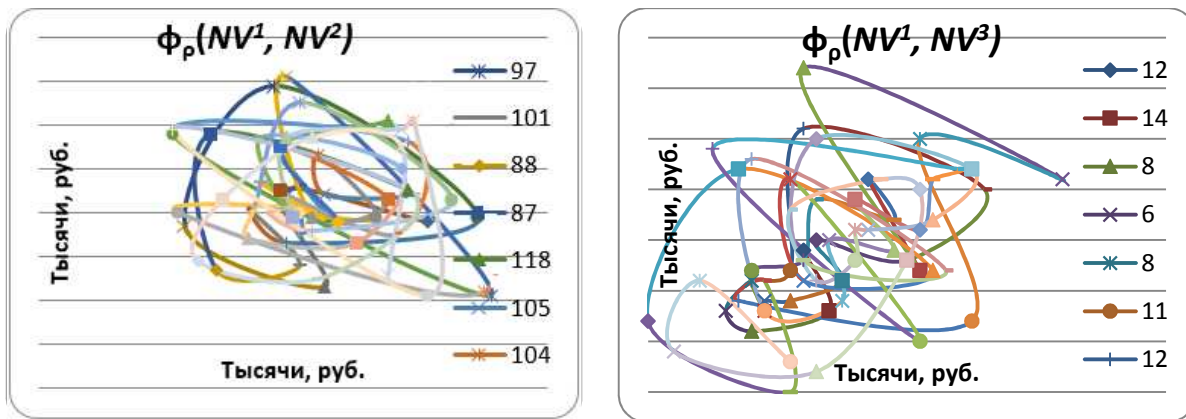 ϕρ(NV¹, NV²)
97
101
88
87
118
105
104
Тысячи, руб.
Тысячи, руб.
ϕρ(NV¹, NV³)
12
14
8
6
8
11
12
Тысячи, руб.
Тысячи, руб.